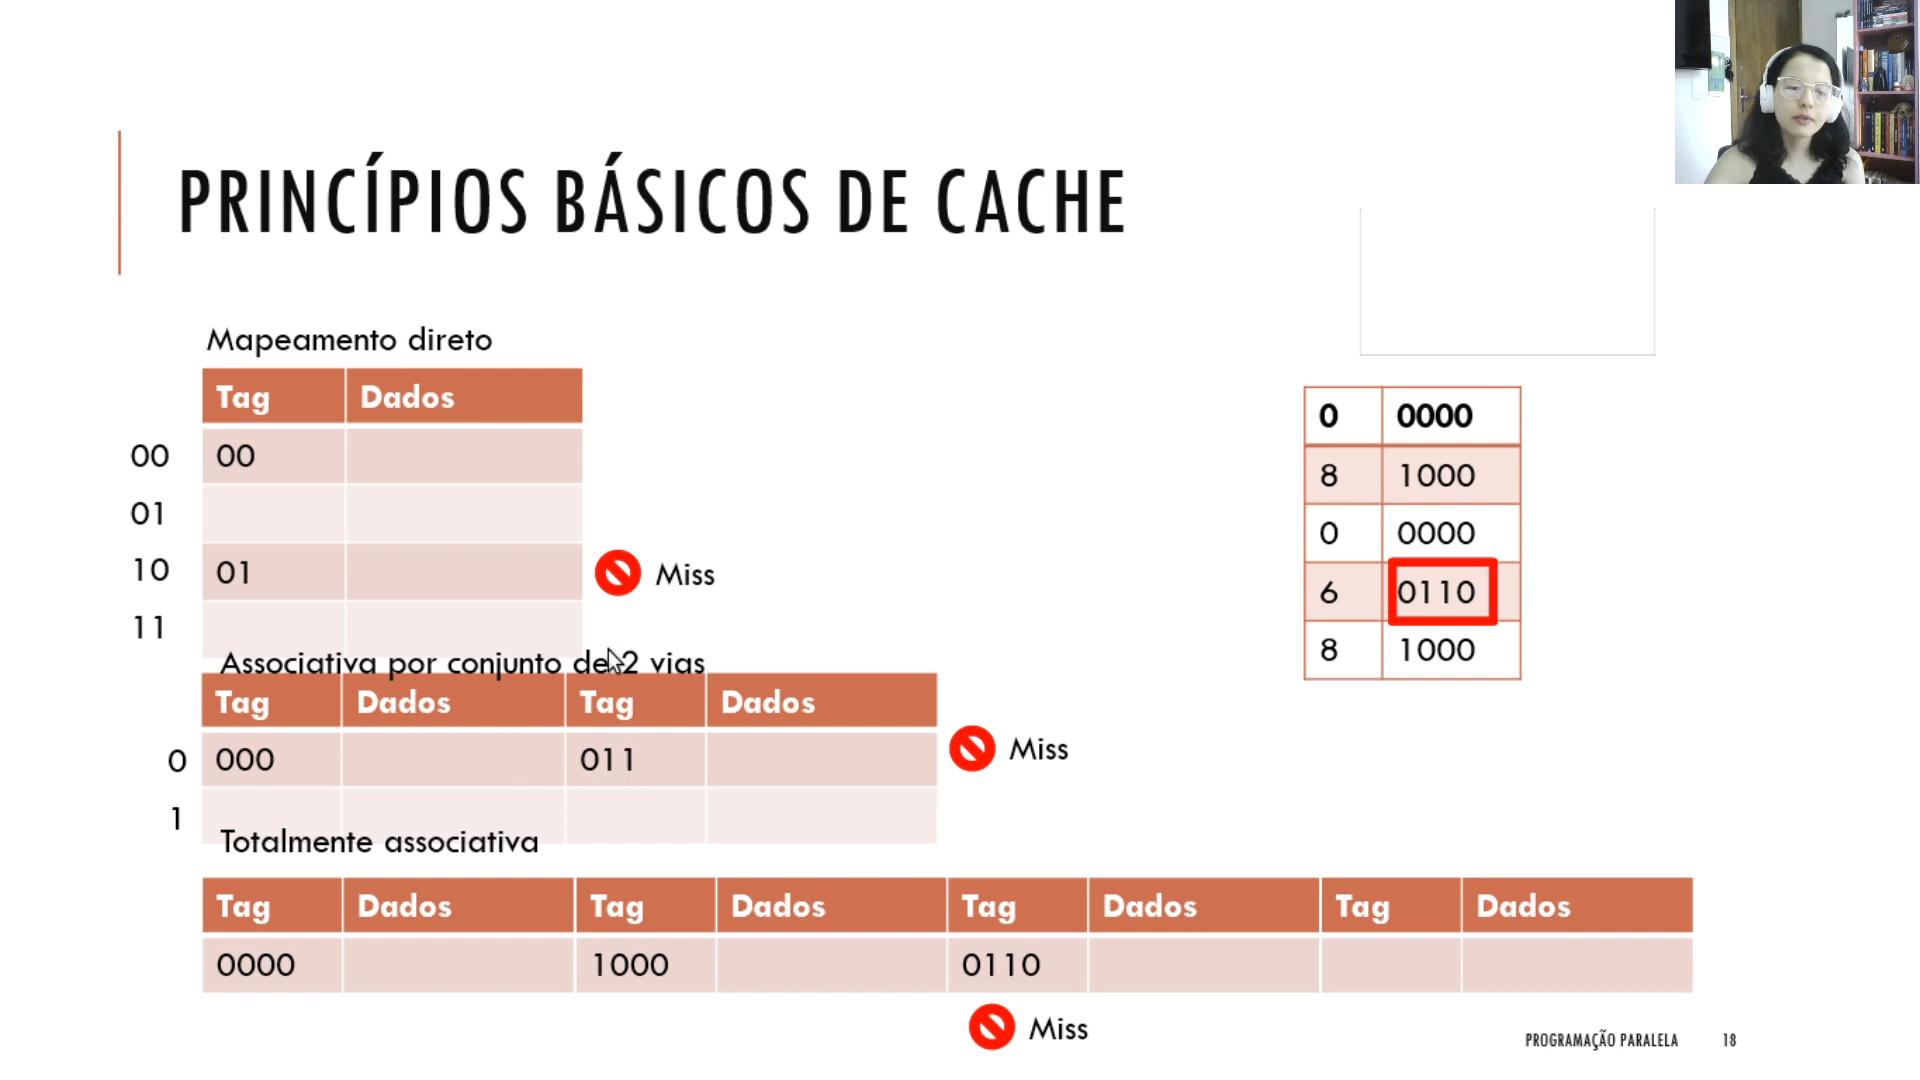 PRINCÍPIOS BÁSICOS DE CACHE
Mapeamento direto
Tag Dados
00 00
01
10 01 Miss
11
Associativa por conjunto de 2 vias
Tag Dados Tag Dados
0 000 011 Miss
1
Totalmente associativa
Tag Dados Tag Dados Tag Dados Tag Dados
0000 1000 0110
Miss
0 0000
8 1000
0 0000
6 0110
8 1000
PROGRAMAÇÃO PARALELA 18